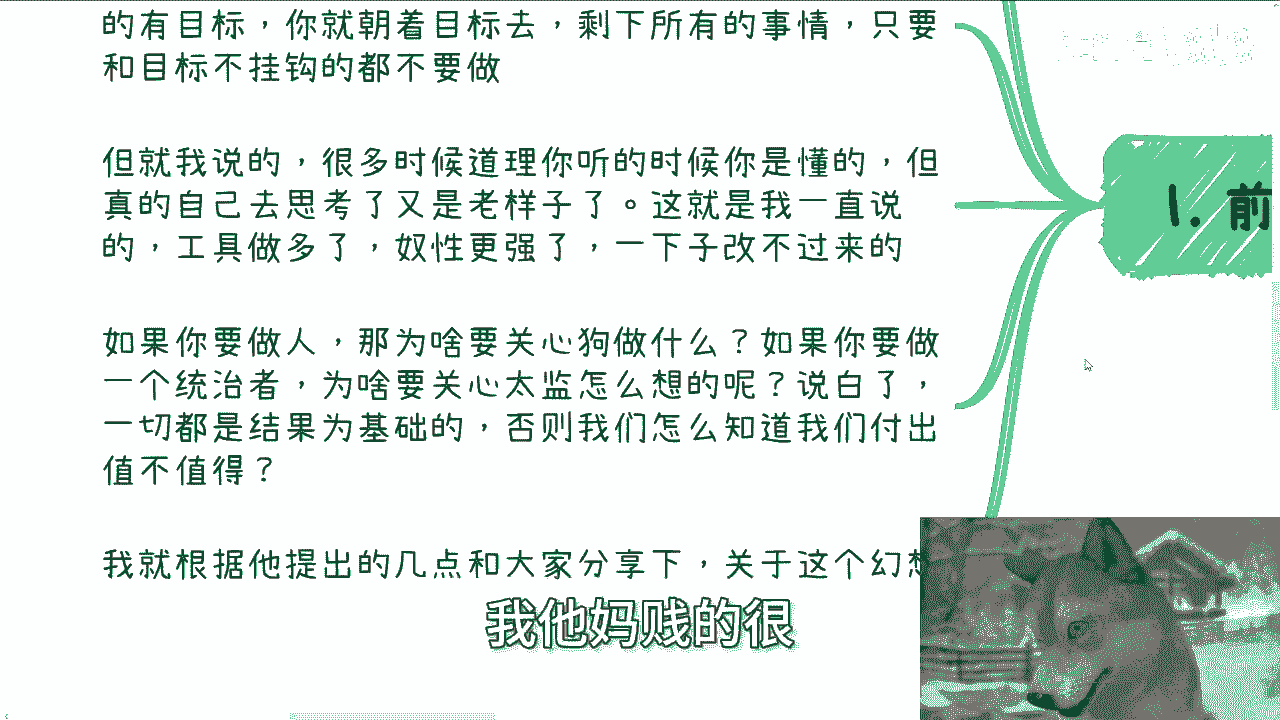 的有目标，你就朝着目标去，剩下所有的事情，只要
和目标不挂钩的都不要做
但就我说的，很多时候道理你听的时候你是懂的，但
真的自己去思考了又是老样子了。这就是我一直说
的，工具做多了，奴性更强了，一下子改不过来的
如果你要做人，那为啥要关心狗做什么？如果你要做
一个统治者，为啥要关心太监怎么想的呢？说白了，
一切都是结果为基础的，否则我们怎么知道我们付出
值不值得？
我就根据他提出的几点和大家分享下，关于这个幻想
1. 前
我他妈贱的很